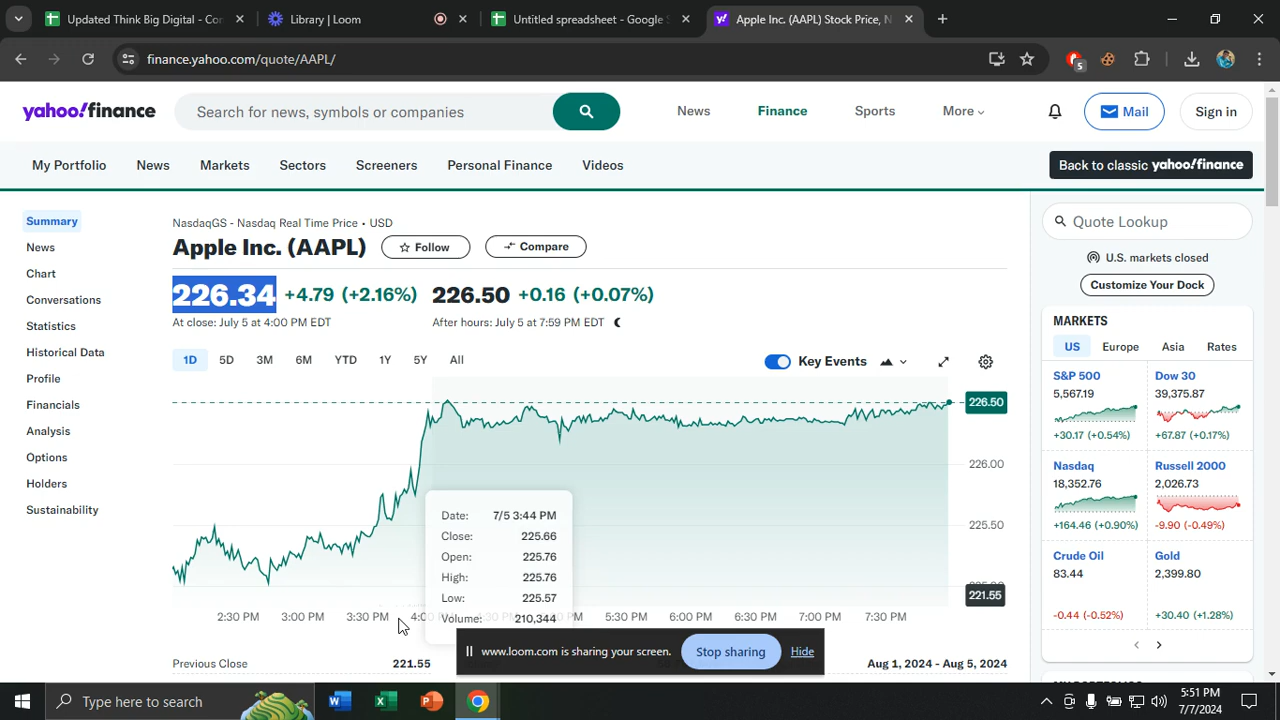 Updated Think Big Digital - Con
Library | Loom
Untitled spreadsheet - Google S
Apple Inc. (AAPL) Stock Price, N
finance.yahoo.com/quote/AAPL/
5
yahoo!finance
Search for news, symbols or companies
News
Finance
Sports
More
Mail
Sign in
My Portfolio
News
Markets
Sectors
Screeners
Personal Finance
Videos
Back to classic yahoo!finance
Summary
News
Chart
Conversations
Statistics
Historical Data
Profile
Financials
Analysis
Options
Holders
Sustainability
NasdaqGS - Nasdaq Real Time Price • USD
Apple Inc. (AAPL)
Follow
Compare
226.34 +4.79 (+2.16%)
226.50 +0.16 (+0.07%)
At close: July 5 at 4:00 PM EDT
After hours: July 5 at 7:59 PM EDT
1D 5D 3M 6M YTD 1Y 5Y All
Key Events
226.50
226.00
225.50
221.55
Date: 7/5 3:44 PM
Close: 225.66
Open: 225.76
High: 225.76
Low: 225.57
Volume: 210,344
2:30 PM 3:00 PM 3:30 PM 5:30 PM 6:00 PM 6:30 PM 7:00 PM 7:30 PM
Previous Close 221.55
Aug 1, 2024 - Aug 5, 2024
www.loom.com is sharing your screen.
Stop sharing
Hide
Quote Lookup
U.S. markets closed
Customize Your Dock
MARKETS
US Europe Asia Rates
S&P 500
5,567.19
+30.17 (+0.54%)
Dow 30
39,375.87
+67.87 (+0.17%)
Nasdaq
18,352.76
+164.46 (+0.90%)
Russell 2000
2,026.73
-9.90 (-0.49%)
Crude Oil
83.44
-0.44 (-0.52%)
Gold
2,399.80
+30.40 (+1.28%)
Type here to search
5:51 PM
7/7/2024